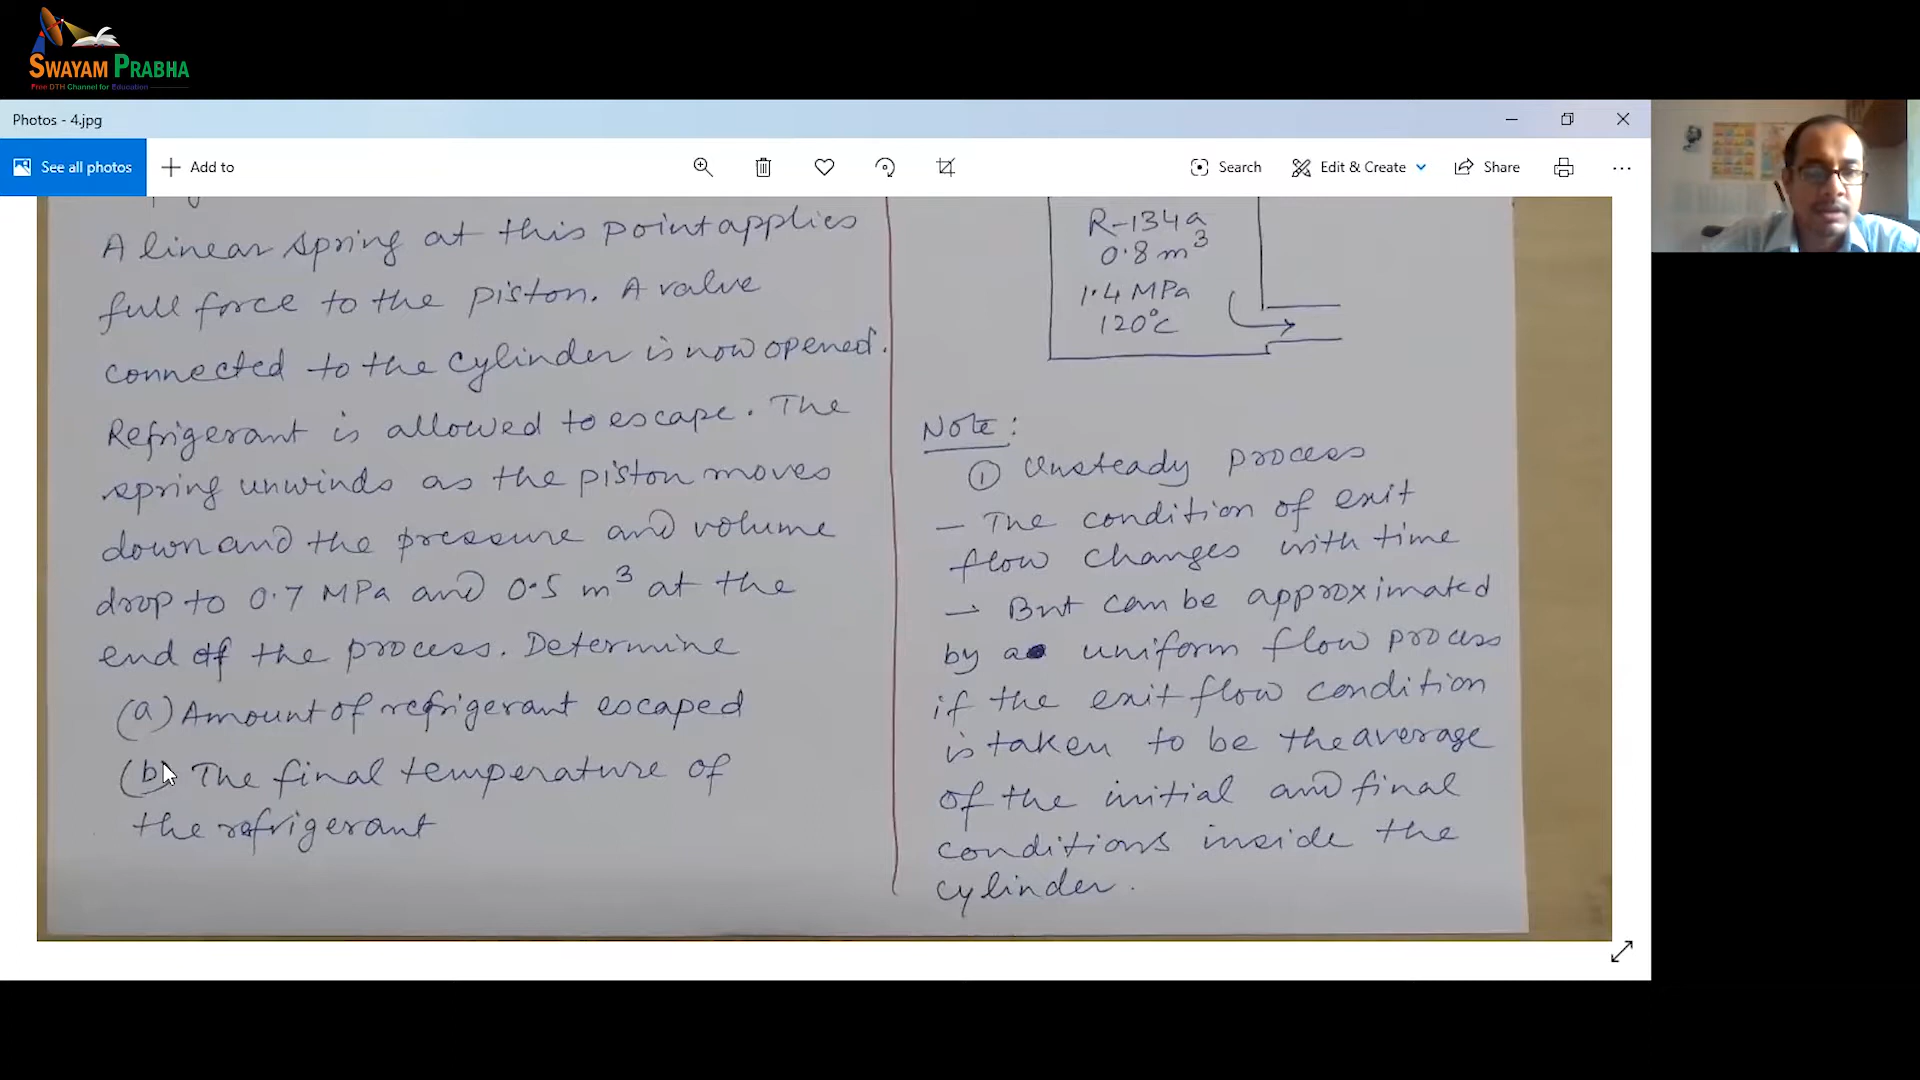 SWAYAM PRABHA
Free DTH Channel for Education
Photos - 4.jpg
See all photos
Add to
Search
Edit & Create
Share
A linear spring at this point applies
full force to the piston. A valve
connected to the cylinder is now opened.
Refrigerant is allowed to escape. The
spring unwinds as the piston moves
down and the pressure and volume
drop to 0.7 MPa and 0.5 m³ at the
end of the process. Determine
(a) Amount of refrigerant escaped
(b) The final temperature of
the refrigerant
R-134a
0.8 m³
1.4 MPa
120°C
Note:
① Unsteady process
- The condition of exit
flow changes with time
- But can be approximated
by a uniform flow process
if the exit flow condition
is taken to be the average
of the initial and final
conditions inside the
cylinder.